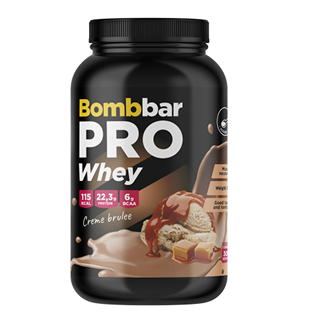 Bombbar
PRO
Whey
115 22,3g 6g
KCAL PROTEIN BCAA
Creme brulee